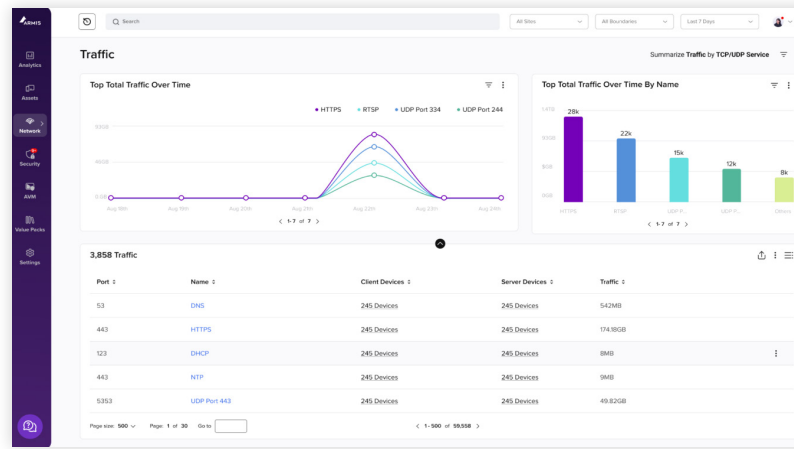 ARMIS
Search
All Sites
All Boundaries
Last 7 Days
Analytics
Assets
Network
Security
AVM
Value Packs
Settings
Traffic
Summarize Traffic by TCP/UDP Service
Top Total Traffic Over Time
HTTPS RTSP UDP Port 334 UDP Port 244
Aug 18th Aug 19th Aug 20th Aug 21th Aug 22th Aug 23th Aug 24th
1-7 of 7
Top Total Traffic Over Time By Name
28k
22k
15k
12k
8k
HTTPS RTSP UDP P... UDP P... Others
1-7 of 7
3,858 Traffic
Port Name Client Devices Server Devices Traffic
53 DNS 245 Devices 245 Devices 542MB
443 HTTPS 245 Devices 245 Devices 174.18GB
123 DHCP 245 Devices 245 Devices 8MB
443 NTP 245 Devices 245 Devices 9MB
5353 UDP Port 443 245 Devices 245 Devices 49.82GB
Page size: 500 Page: 1 of 30 Go to: 1-500 of 59,558